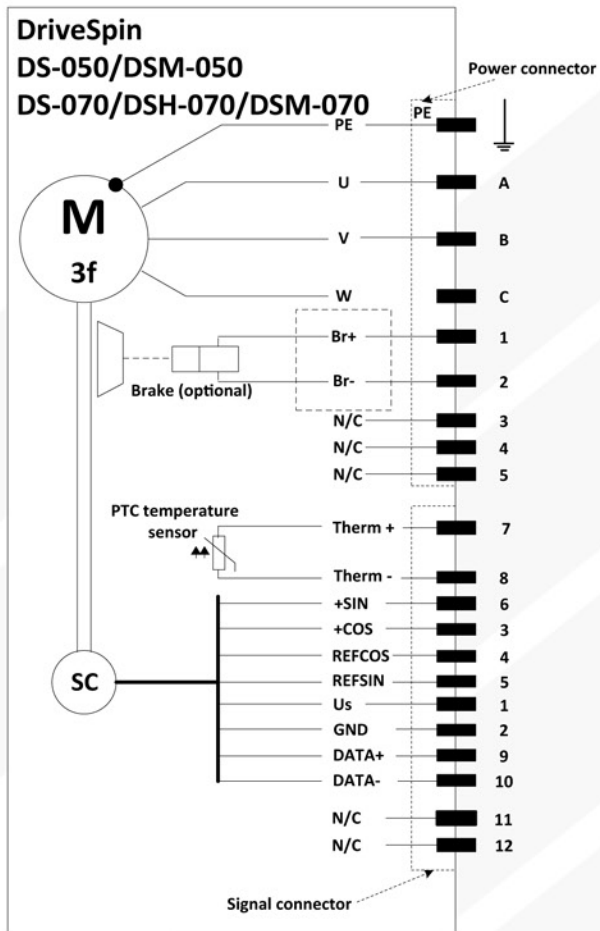 DriveSpin
DS-050/DSM-050
DS-070/DSH-070/DSM-070
Power connector
PE
PE
U
A
M
3f
V
B
W
C
Br+
1
Br-
2
Brake (optional)
N/C
3
N/C
4
N/C
5
PTC temperature
sensor
Therm +
7
Therm -
8
+SIN
6
+COS
3
REFCOS
4
REFSIN
5
SC
Us
1
GND
2
DATA+
9
DATA-
10
N/C
11
N/C
12
Signal connector